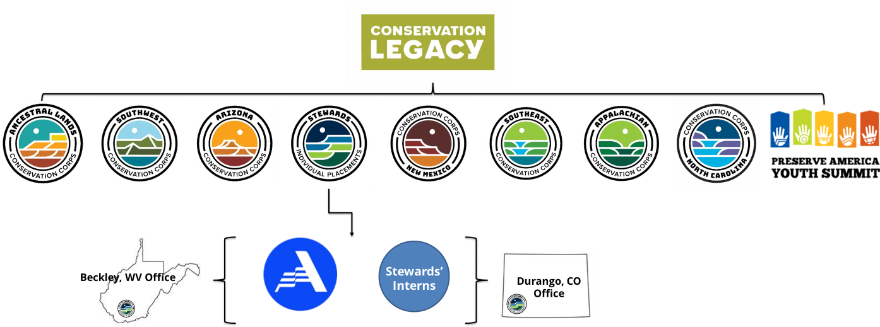 CONSERVATION
LEGACY
ANCESTRAL LANDS
CONSERVATION CORPS
SOUTHWEST
CONSERVATION CORPS
ARIZONA
CONSERVATION CORPS
STEWARDS
INDIVIDUAL PLACEMENTS
CONSERVATION CORPS
NEW MEXICO
SOUTHEAST
CONSERVATION CORPS
APPALACHIAN
CONSERVATION CORPS
CONSERVATION CORPS
NORTH CAROLINA
PRESERVE AMERICA
YOUTH SUMMIT
Beckley, WV Office
A
Stewards’
Interns
Durango, CO
Office